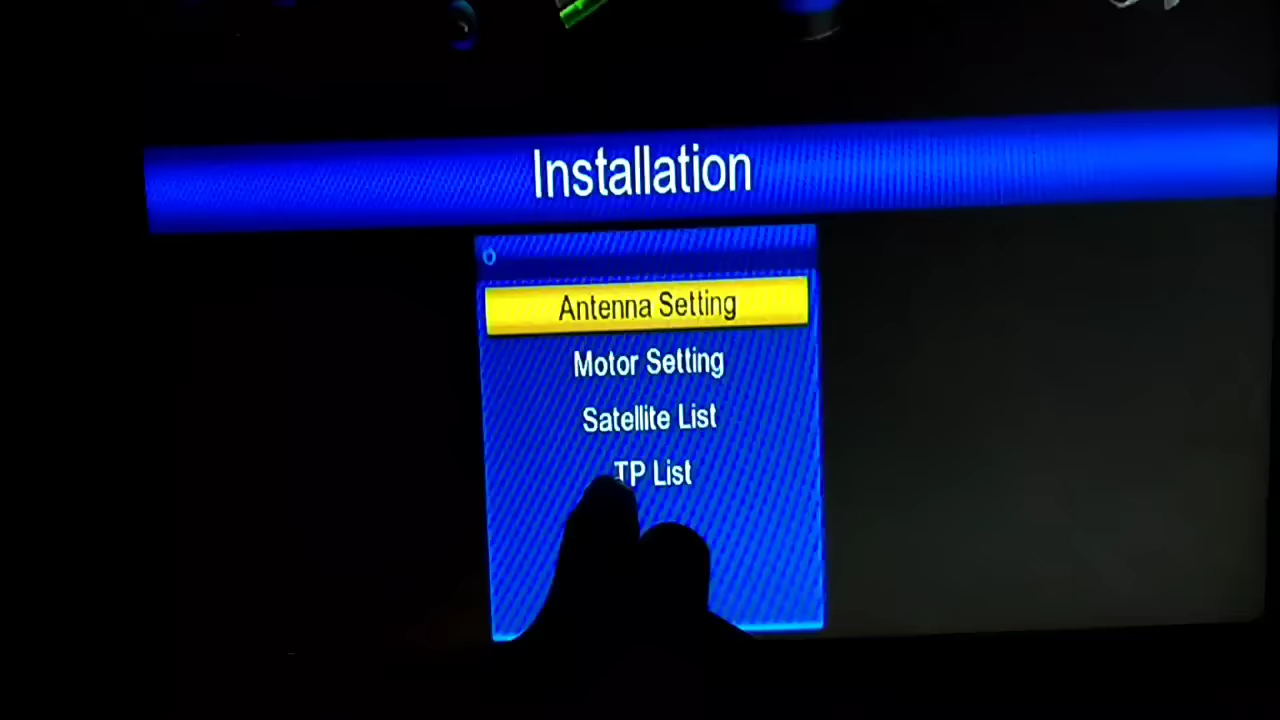 Installation
Antenna Setting
Motor Setting
Satellite List
TP List